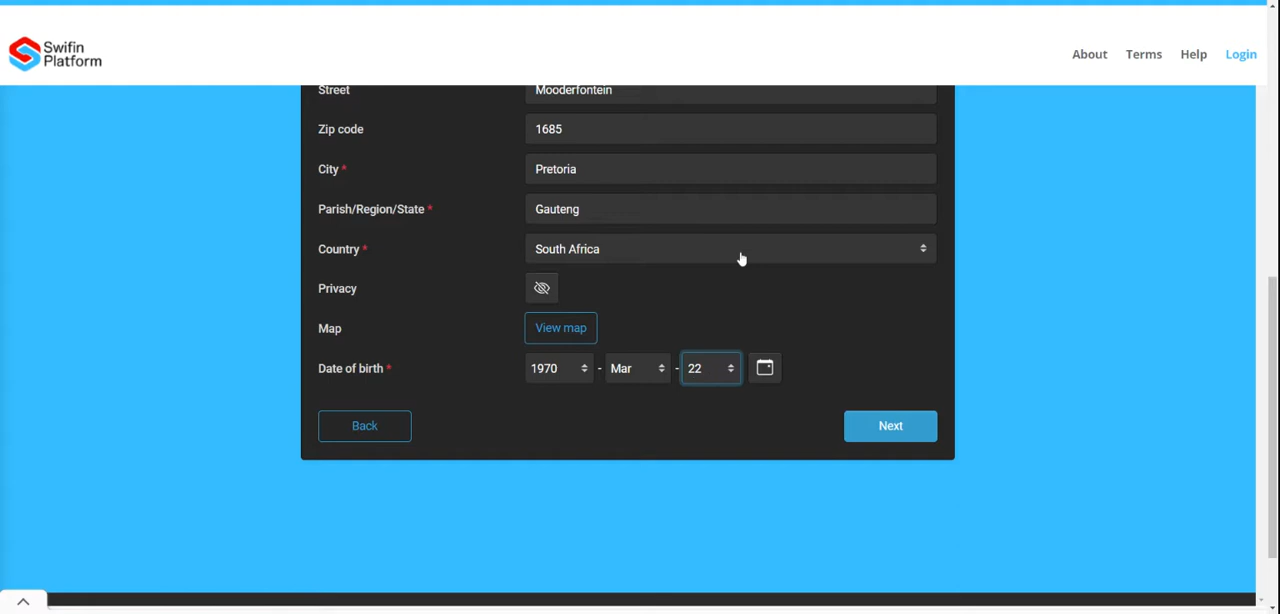 Swifin
Platform
About Terms Help Login
Street Mooderfontein
Zip code 1685
City * Pretoria
Parish/Region/State * Gauteng
Country * South Africa
Privacy
Map View map
Date of birth * 1970 - Mar - 22
Back Next